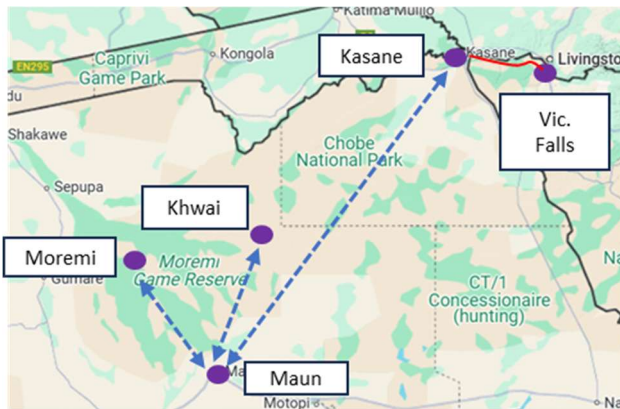 Katima Mulilo
EN295
Caprivi
Game Park
Kongola
Kasane
Kasane
Livingsto
Vic.
Falls
Shakawe
Chobe
National Park
Sepupa
Khwai
Moremi
Moremi
Game Reserve
Gumare
CT/1
Concessionaire
(hunting)
Maun
Motopi